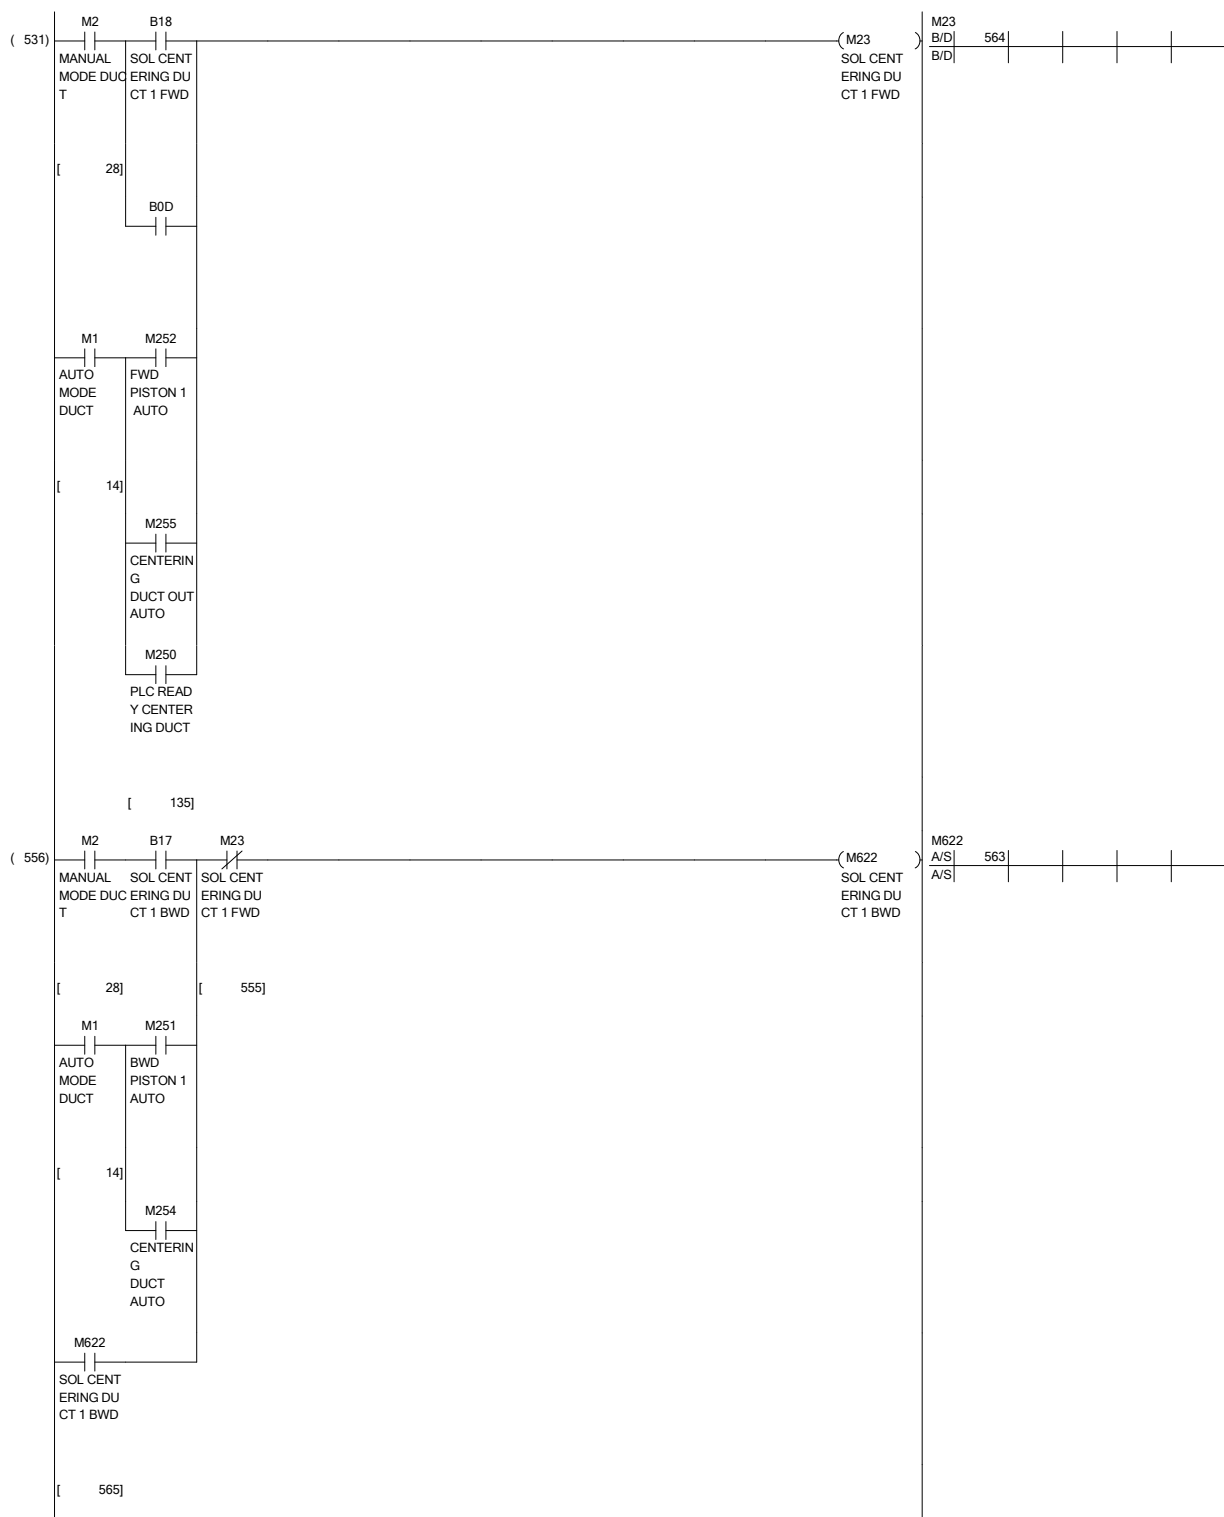 M2 B18 M23
( 531) (M23 ) B/D 564
MANUAL SOL CENT SOL CENT B/D
MODE DUC ERING DU ERING DU
T CT 1 FWD CT 1 FWD
[ 28]
B0D
M1 M252
AUTO FWD
MODE PISTON 1
DUCT AUTO
[ 14]
M255
CENTERIN
G
DUCT OUT
AUTO
M250
PLC READ
Y CENTER
ING DUCT
[ 135]
M2 B17 M23 M622
( 556) (M622 ) A/S 563
MANUAL SOL CENT SOL CENT SOL CENT A/S
MODE DUC ERING DU ERING DU ERING DU
T CT 1 BWD CT 1 FWD CT 1 BWD
[ 28] [ 555]
M1 M251
AUTO BWD
MODE PISTON 1
DUCT AUTO
[ 14]
M254
CENTERIN
G
DUCT
AUTO
M622
SOL CENT
ERING DU
CT 1 BWD
[ 565]